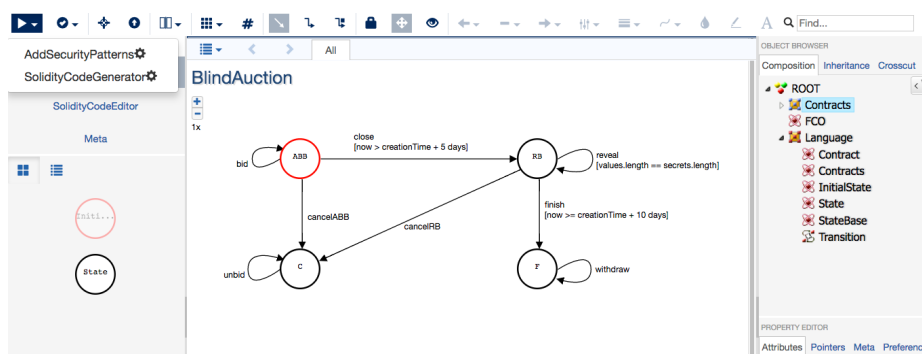 A Find...
AddSecurityPatterns
SolidityCodeGenerator
SolidityCodeEditor
Meta
Initi...
State
All
BlindAuction
1x
close
[now > creationTime + 5 days]
bid
ABB
RB
reveal
[values.length == secrets.length]
cancelABB
cancelRB
finish
[now >= creationTime + 10 days]
unbid
C
F
withdraw
OBJECT BROWSER
Composition Inheritance Crosscut
ROOT
Contracts
FCO
Language
Contract
Contracts
InitialState
State
StateBase
Transition
PROPERTY EDITOR
Attributes Pointers Meta Preferenc